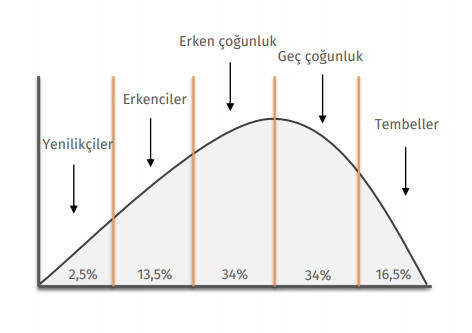 Erken çoğunluk
Geç çoğunluk
Erkenciler
Tembeller
Yenilikçiler
2,5%
13,5%
34%
34%
16,5%